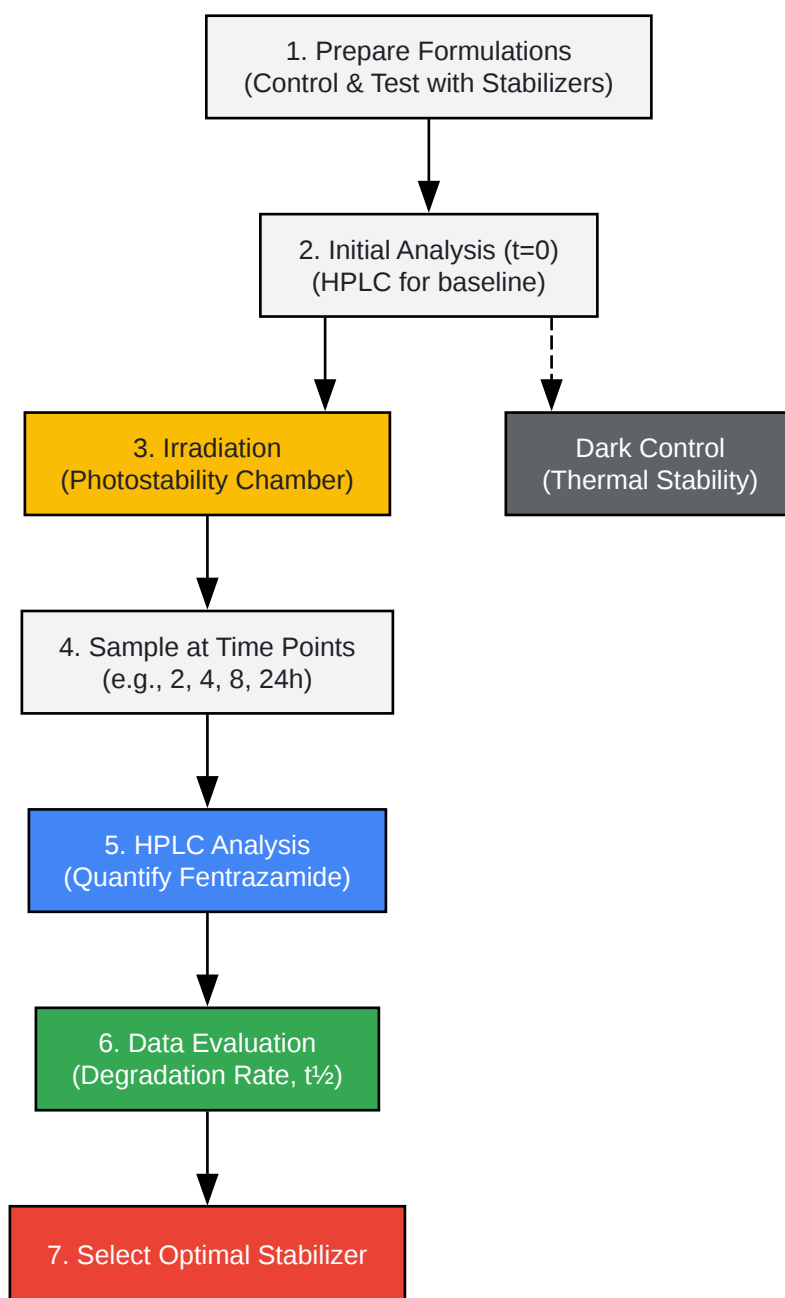 1. Prepare Formulations
(Control & Test with Stabilizers)
2. Initial Analysis (t=0)
(HPLC for baseline)
3. Irradiation
(Photostability Chamber)
Dark Control
(Thermal Stability)
4. Sample at Time Points
(e.g., 2, 4, 8, 24h)
5. HPLC Analysis
(Quantify Fentrazamide)
6. Data Evaluation
(Degradation Rate, t½)
7. Select Optimal Stabilizer